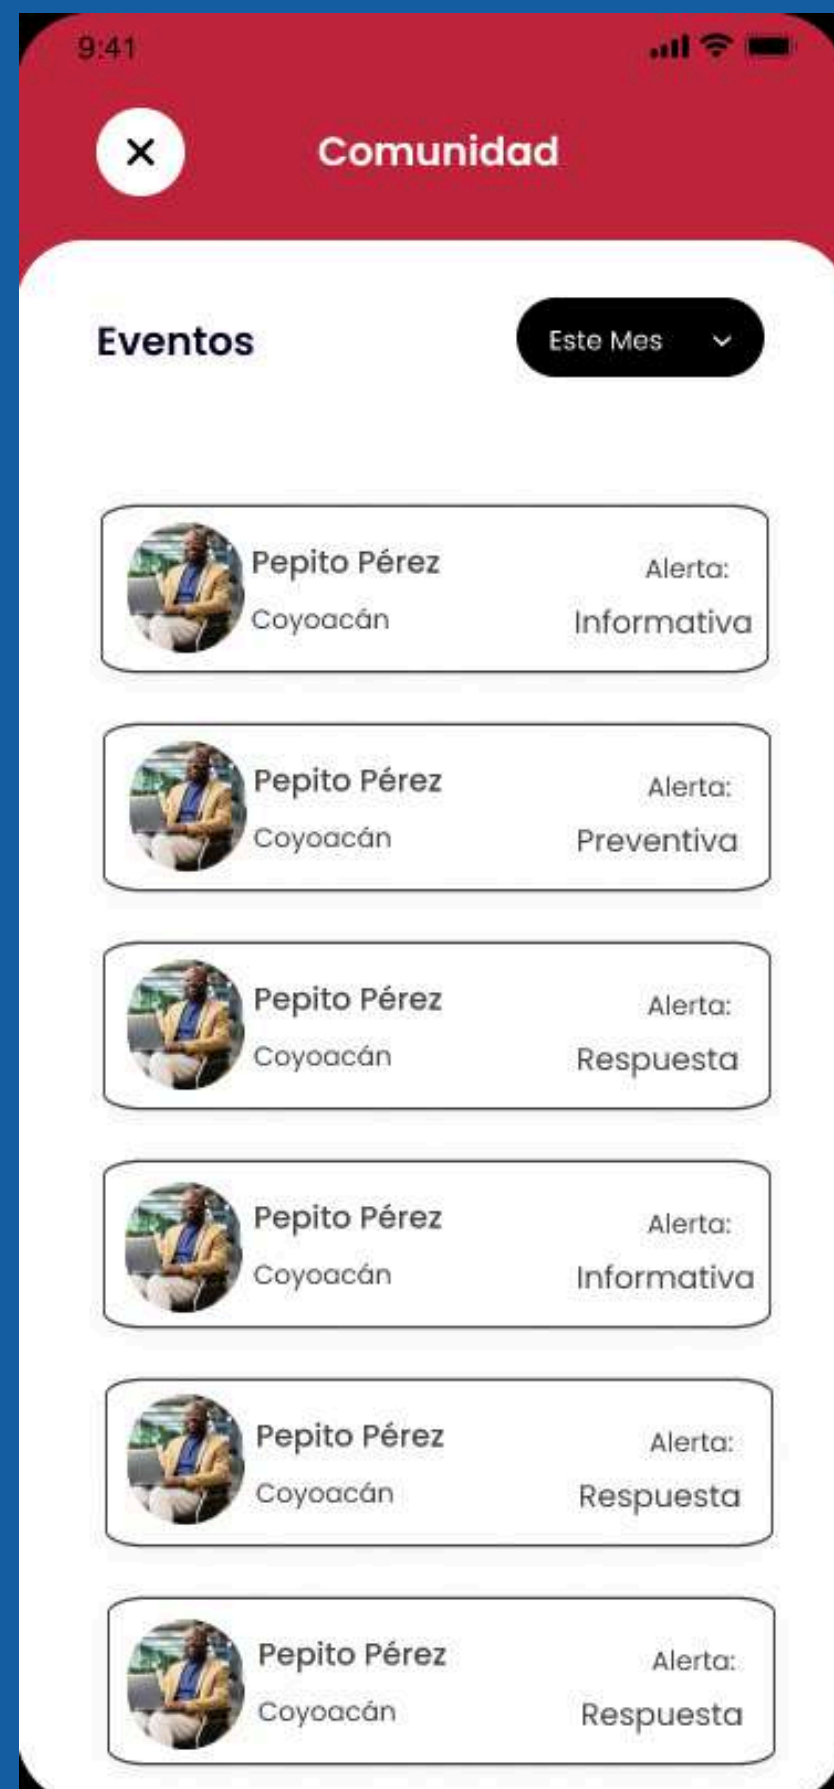 9:41
Comunidad
Eventos
Este Mes
Pepito Pérez
Alerta:
Coyoacán
Informativa
Pepito Pérez
Alerta:
Coyoacán
Preventiva
Pepito Pérez
Alerta:
Coyoacán
Respuesta
Pepito Pérez
Alerta:
Coyoacán
Informativa
Pepito Pérez
Alerta:
Coyoacán
Respuesta
Pepito Pérez
Alerta:
Coyoacán
Respuesta